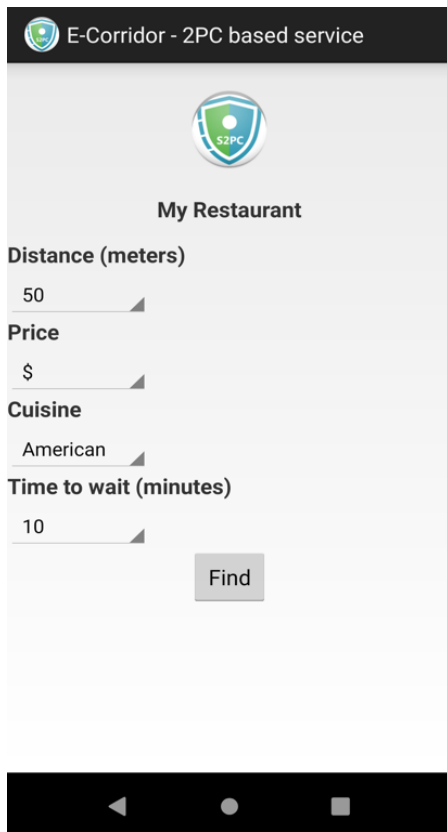 E-Corridor - 2PC based service
S2PC
My Restaurant
Distance (meters)
50
Price
$
Cuisine
American
Time to wait (minutes)
10
Find